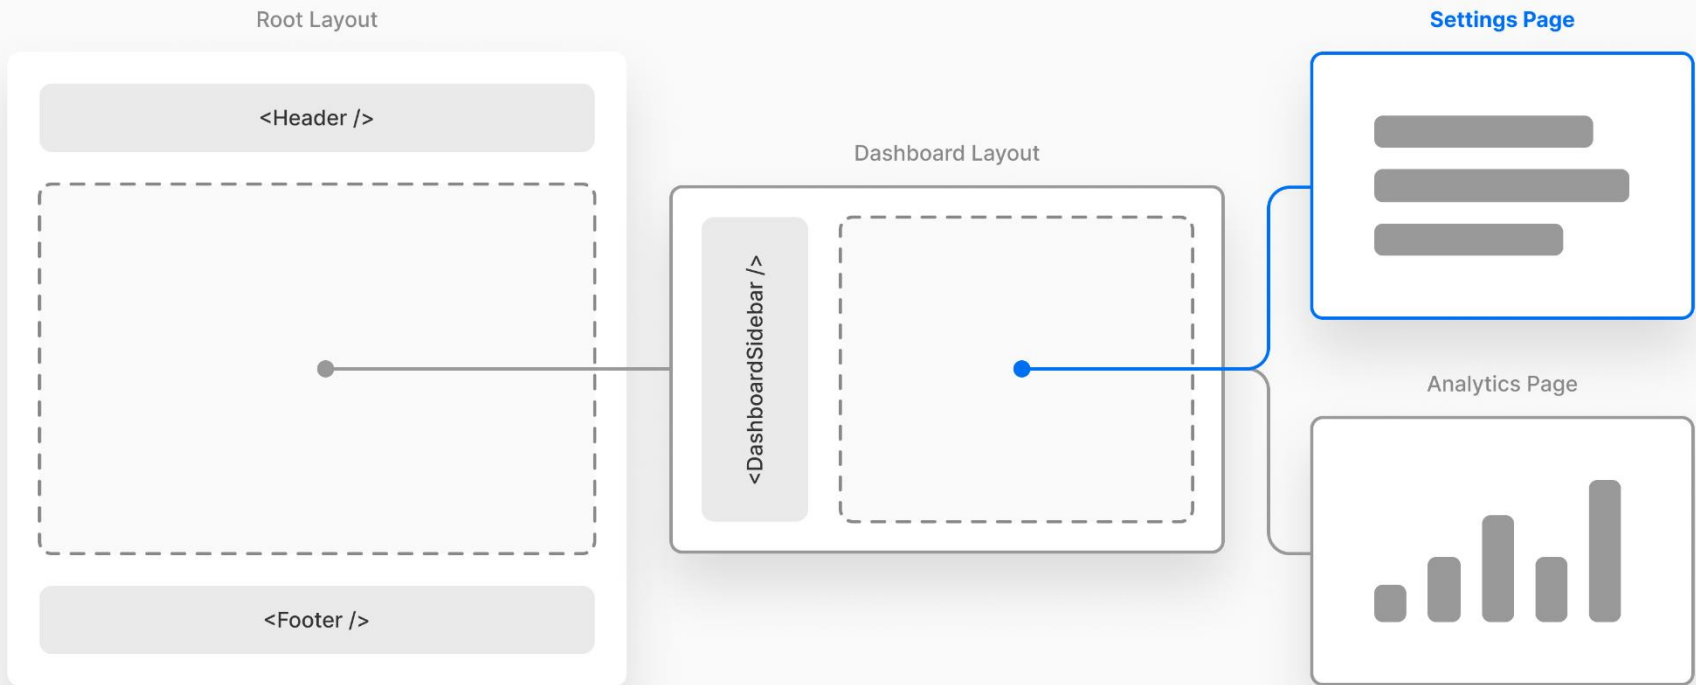 Root Layout
<Header />
<Footer />
Dashboard Layout
<DashboardSidebar />
Settings Page
Analytics Page